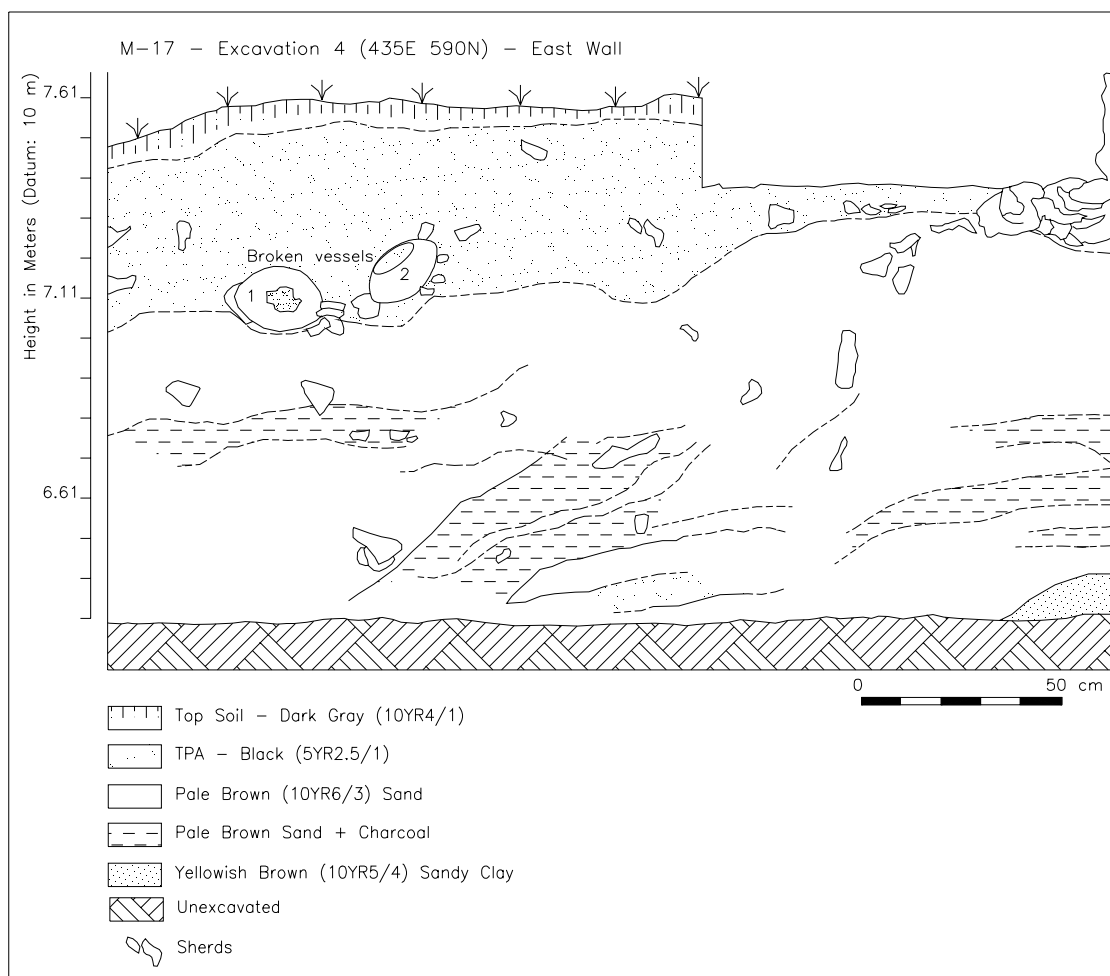 M-17 - Excavation 4 (435E 590N) - East Wall
Height in Meters (Datum: 10 m)
7.61
Broken vessels
2
1
7.11
6.61
0 50 cm
Top Soil - Dark Gray (10YR4/1)
TPA - Black (5YR2.5/1)
Pale Brown (10YR6/3) Sand
Pale Brown Sand + Charcoal
Yellowish Brown (10YR5/4) Sandy Clay
Unexcavated
Sherds